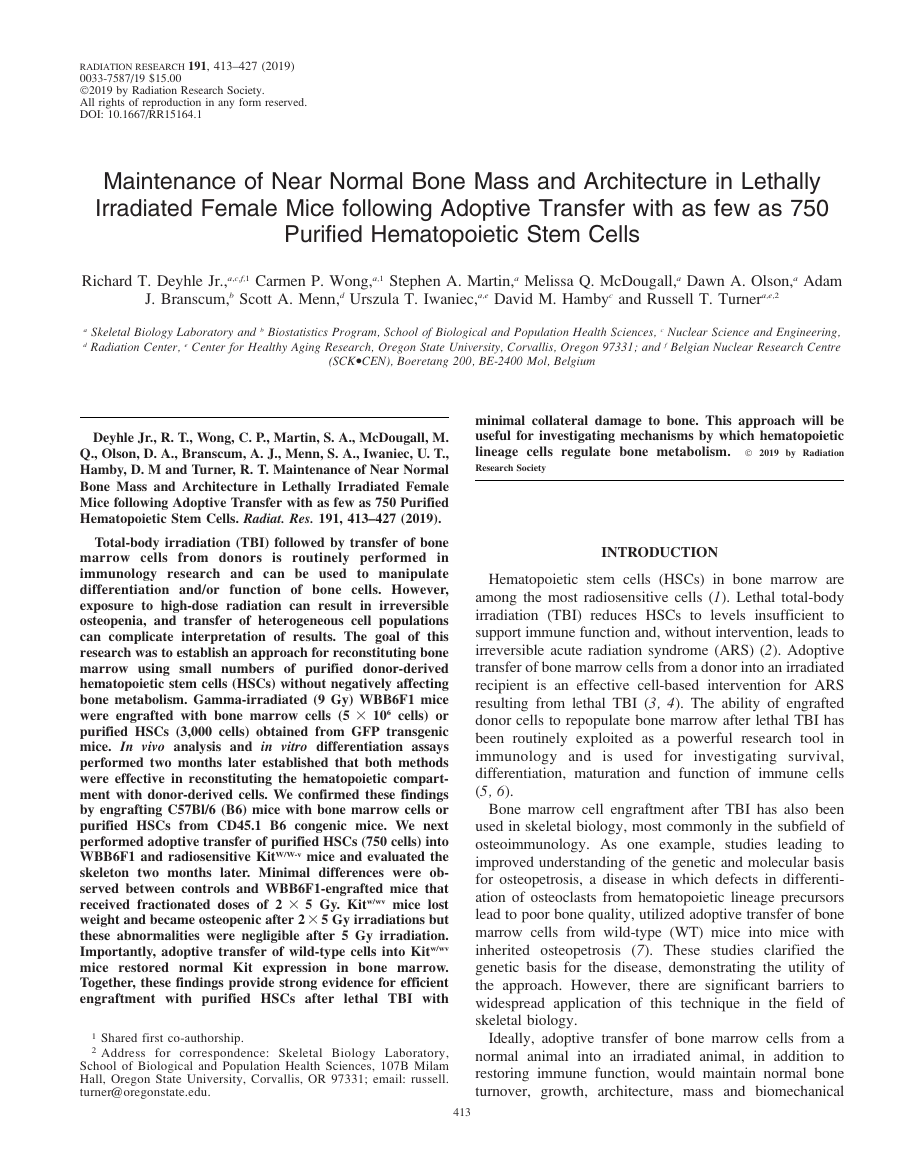 RADIATION RESEARCH 191, 413–427 (2019)
0033-7587/19 $15.00
©2019 by Radiation Research Society.
All rights of reproduction in any form reserved.
DOI: 10.1667/RR15164.1
Maintenance of Near Normal Bone Mass and Architecture in Lethally
Irradiated Female Mice following Adoptive Transfer with as few as 750
Purified Hematopoietic Stem Cells
Richard T. Deyhle Jr.,a,c,f,1 Carmen P. Wong,a,1 Stephen A. Martin,a Melissa Q. McDougall,a Dawn A. Olson,a Adam
J. Branscum,b Scott A. Menn,d Urszula T. Iwaniec,a,e David M. Hambyc and Russell T. Turnera,e,2
a Skeletal Biology Laboratory and b Biostatistics Program, School of Biological and Population Health Sciences, c Nuclear Science and Engineering,
d Radiation Center, e Center for Healthy Aging Research, Oregon State University, Corvallis, Oregon 97331; and f Belgian Nuclear Research Centre
(SCK•CEN), Boeretang 200, BE-2400 Mol, Belgium
Deyhle Jr., R. T., Wong, C. P., Martin, S. A., McDougall, M.
Q., Olson, D. A., Branscum, A. J., Menn, S. A., Iwaniec, U. T.,
Hamby, D. M and Turner, R. T. Maintenance of Near Normal
Bone Mass and Architecture in Lethally Irradiated Female
Mice following Adoptive Transfer with as few as 750 Purified
Hematopoietic Stem Cells. Radiat. Res. 191, 413–427 (2019).
Total-body irradiation (TBI) followed by transfer of bone
marrow cells from donors is routinely performed in
immunology research and can be used to manipulate
differentiation and/or function of bone cells. However,
exposure to high-dose radiation can result in irreversible
osteopenia, and transfer of heterogeneous cell populations
can complicate interpretation of results. The goal of this
research was to establish an approach for reconstituting bone
marrow using small numbers of purified donor-derived
hematopoietic stem cells (HSCs) without negatively affecting
bone metabolism. Gamma-irradiated (9 Gy) WBB6F1 mice
were engrafted with bone marrow cells (5 × 10⁶ cells) or
purified HSCs (3,000 cells) obtained from GFP transgenic
mice. In vivo analysis and in vitro differentiation assays
performed two months later established that both methods
were effective in reconstituting the hematopoietic compart-
ment with donor-derived cells. We confirmed these findings
by engrafting C57Bl/6 (B6) mice with bone marrow cells or
purified HSCs from CD45.1 B6 congenic mice. We next
performed adoptive transfer of purified HSCs (750 cells) into
WBB6F1 and radiosensitive KitW/W-v mice and evaluated the
skeleton two months later. Minimal differences were ob-
served between controls and WBB6F1-engrafted mice that
received fractionated doses of 2 × 5 Gy. Kitw/wv mice lost
weight and became osteopenic after 2 × 5 Gy irradiations but
these abnormalities were negligible after 5 Gy irradiation.
Importantly, adoptive transfer of wild-type cells into Kitw/wv
mice restored normal Kit expression in bone marrow.
Together, these findings provide strong evidence for efficient
engraftment with purified HSCs after lethal TBI with
1 Shared first co-authorship.
2 Address for correspondence: Skeletal Biology Laboratory,
School of Biological and Population Health Sciences, 107B Milam
Hall, Oregon State University, Corvallis, OR 97331; email: russell.
turner@oregonstate.edu.
minimal collateral damage to bone. This approach will be
useful for investigating mechanisms by which hematopoietic
lineage cells regulate bone metabolism. © 2019 by Radiation
Research Society
INTRODUCTION
Hematopoietic stem cells (HSCs) in bone marrow are
among the most radiosensitive cells (1). Lethal total-body
irradiation (TBI) reduces HSCs to levels insufficient to
support immune function and, without intervention, leads to
irreversible acute radiation syndrome (ARS) (2). Adoptive
transfer of bone marrow cells from a donor into an irradiated
recipient is an effective cell-based intervention for ARS
resulting from lethal TBI (3, 4). The ability of engrafted
donor cells to repopulate bone marrow after lethal TBI has
been routinely exploited as a powerful research tool in
immunology and is used for investigating survival,
differentiation, maturation and function of immune cells
(5, 6).
Bone marrow cell engraftment after TBI has also been
used in skeletal biology, most commonly in the subfield of
osteoimmunology. As one example, studies leading to
improved understanding of the genetic and molecular basis
for osteopetrosis, a disease in which defects in differenti-
ation of osteoclasts from hematopoietic lineage precursors
lead to poor bone quality, utilized adoptive transfer of bone
marrow cells from wild-type (WT) mice into mice with
inherited osteopetrosis (7). These studies clarified the
genetic basis for the disease, demonstrating the utility of
the approach. However, there are significant barriers to
widespread application of this technique in the field of
skeletal biology.
Ideally, adoptive transfer of bone marrow cells from a
normal animal into an irradiated animal, in addition to
restoring immune function, would maintain normal bone
turnover, growth, architecture, mass and biomechanical
413